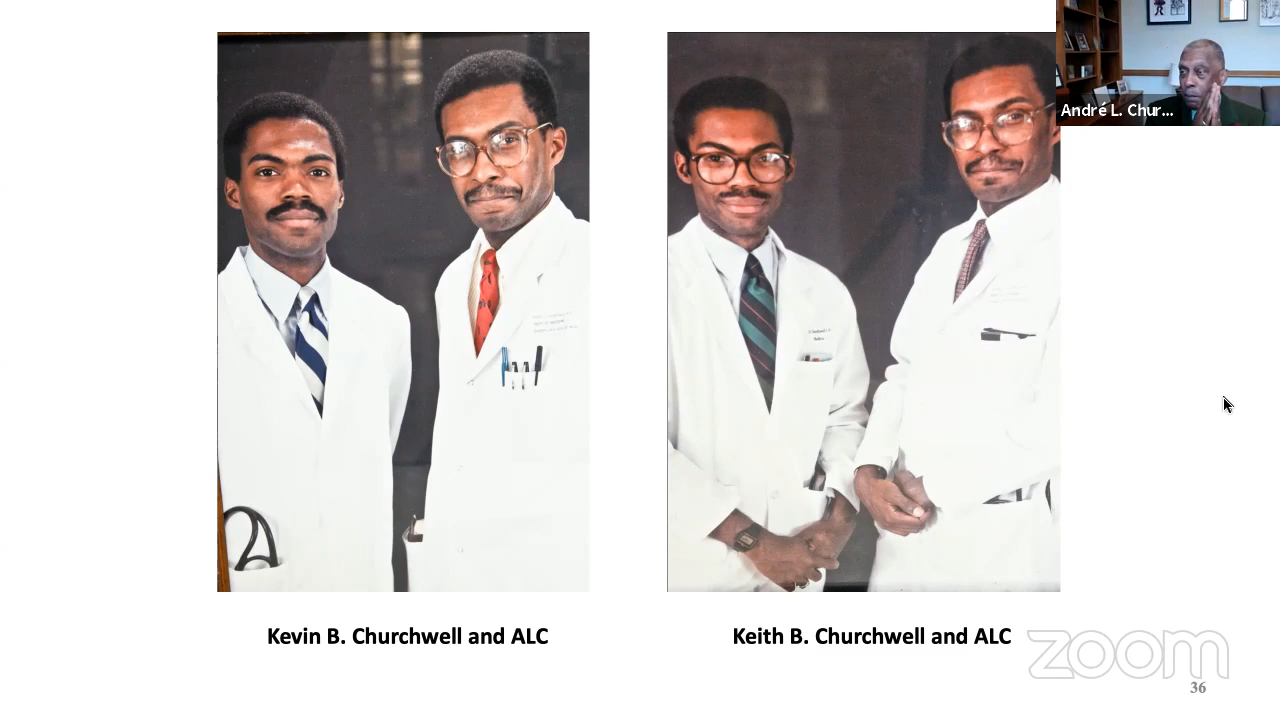 André L. Chur...
Kevin B. Churchwell and ALC
Keith B. Churchwell and ALC
zoom
36